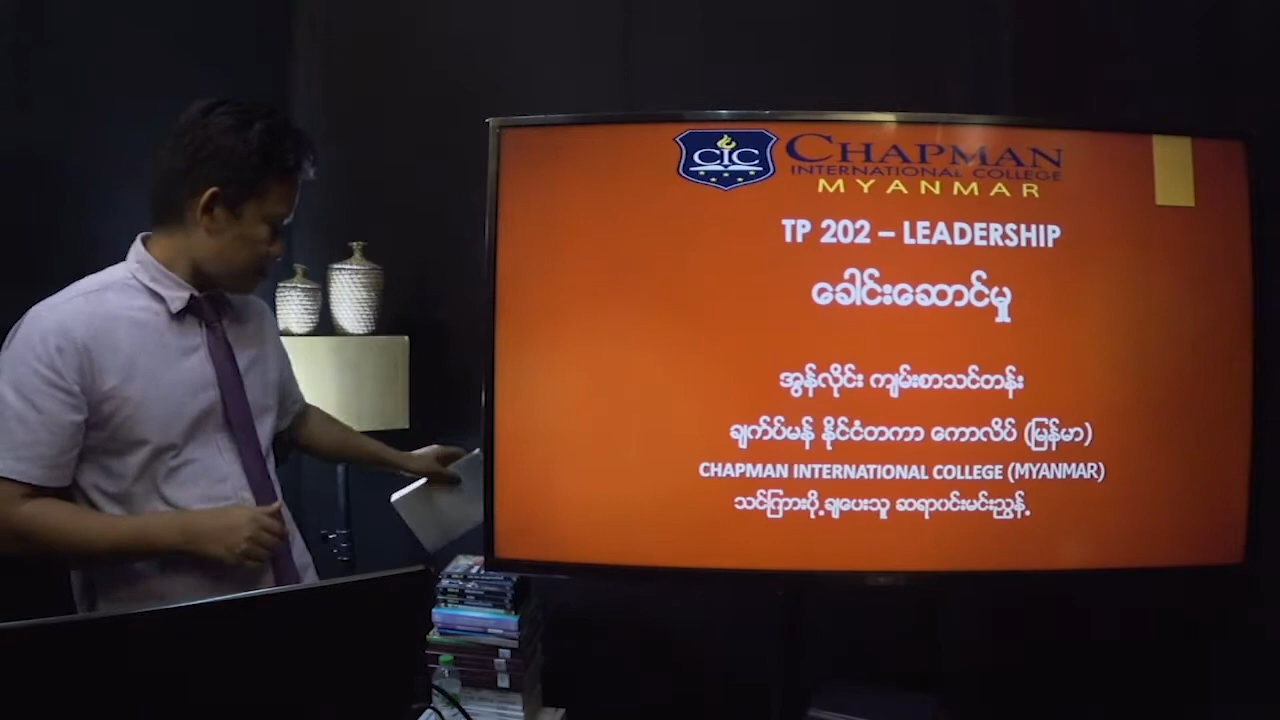 CIC
CHAPMAN
INTERNATIONAL COLLEGE
MYANMAR
TP 202 – LEADERSHIP
ခေါင်းဆောင်မှု
အွန်လိုင်း ကျမ်းစာသင်တန်း
ချက်ပ်မန် နိုင်ငံတကာ ကောလိပ် (မြန်မာ)
CHAPMAN INTERNATIONAL COLLEGE (MYANMAR)
သင်ကြားပို့ချပေးသူ ဆရာဝင်းမင်းညွန့်